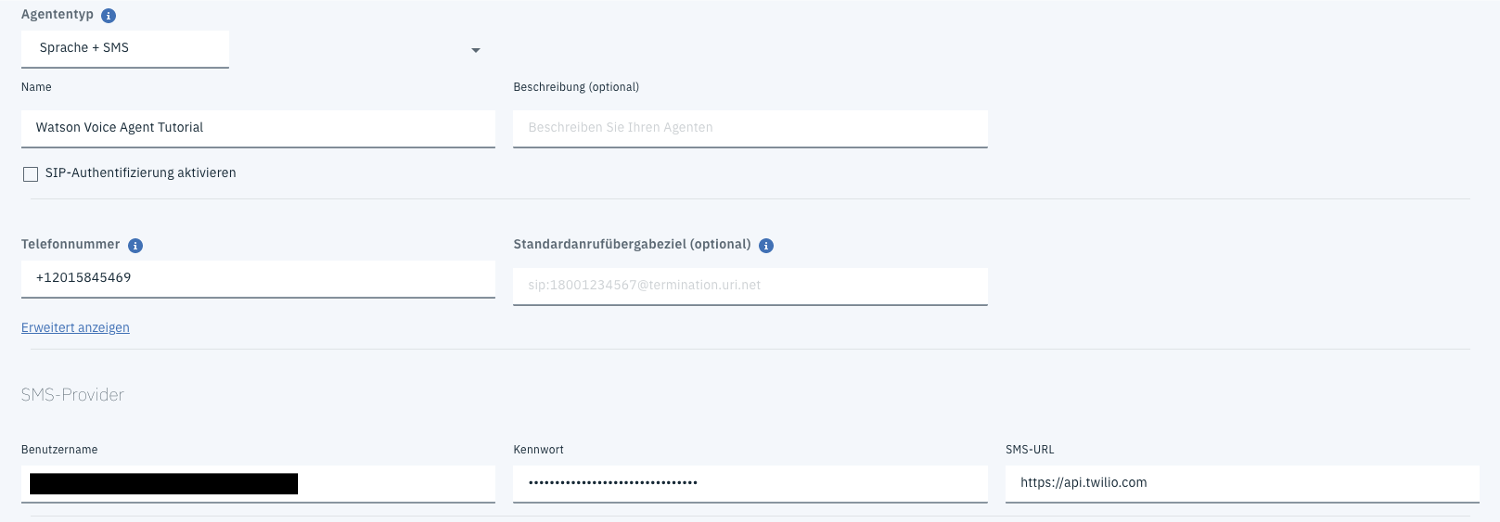 Agententyp
Sprache + SMS
Name
Beschreibung (optional)
Watson Voice Agent Tutorial
Beschreiben Sie Ihren Agenten
SIP-Authentifizierung aktivieren
Telefonnummer
Standardanrufübergabeziel (optional)
+12015845469
sip:18001234567@termination.uri.net
Erweitert anzeigen
SMS-Provider
Benutzername
Kennwort
SMS-URL
••••••••••••••••••••••••••••••••
https://api.twilio.com